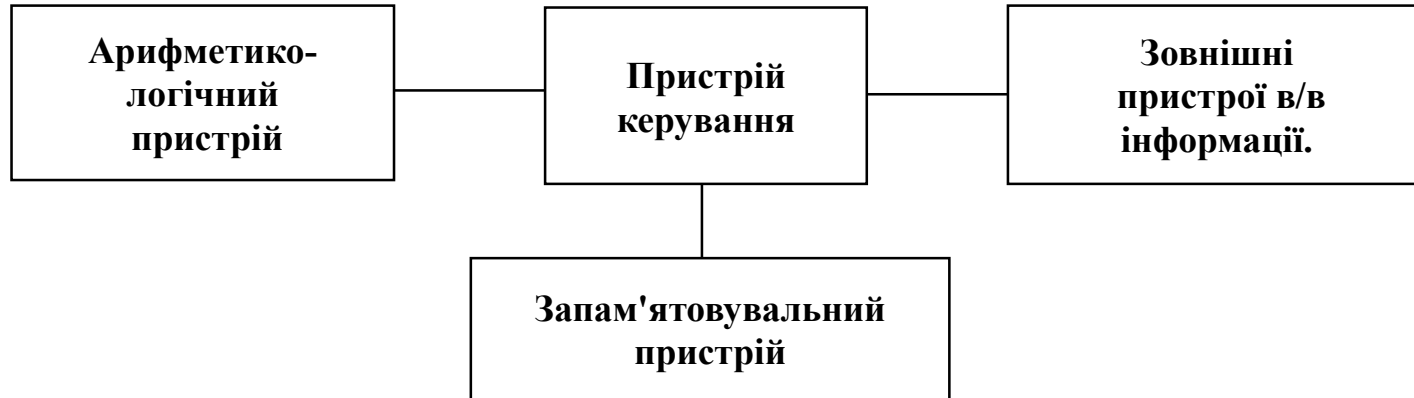 Арифметико-
логічний
пристрій
Пристрій
керування
Зовнішні
пристрої в/в
інформації.
Запам'ятовувальний
пристрій